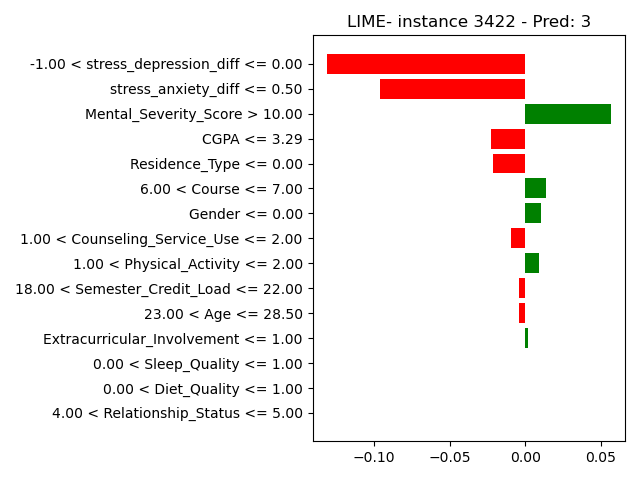 LIME- instance 3422 - Pred: 3
-1.00 < stress_depression_diff <= 0.00
stress_anxiety_diff <= 0.50
Mental_Severity_Score > 10.00
CGPA <= 3.29
Residence_Type <= 0.00
6.00 < Course <= 7.00
Gender <= 0.00
1.00 < Counseling_Service_Use <= 2.00
1.00 < Physical_Activity <= 2.00
18.00 < Semester_Credit_Load <= 22.00
23.00 < Age <= 28.50
Extracurricular_Involvement <= 1.00
0.00 < Sleep_Quality <= 1.00
0.00 < Diet_Quality <= 1.00
4.00 < Relationship_Status <= 5.00
−0.10 −0.05 0.00 0.05